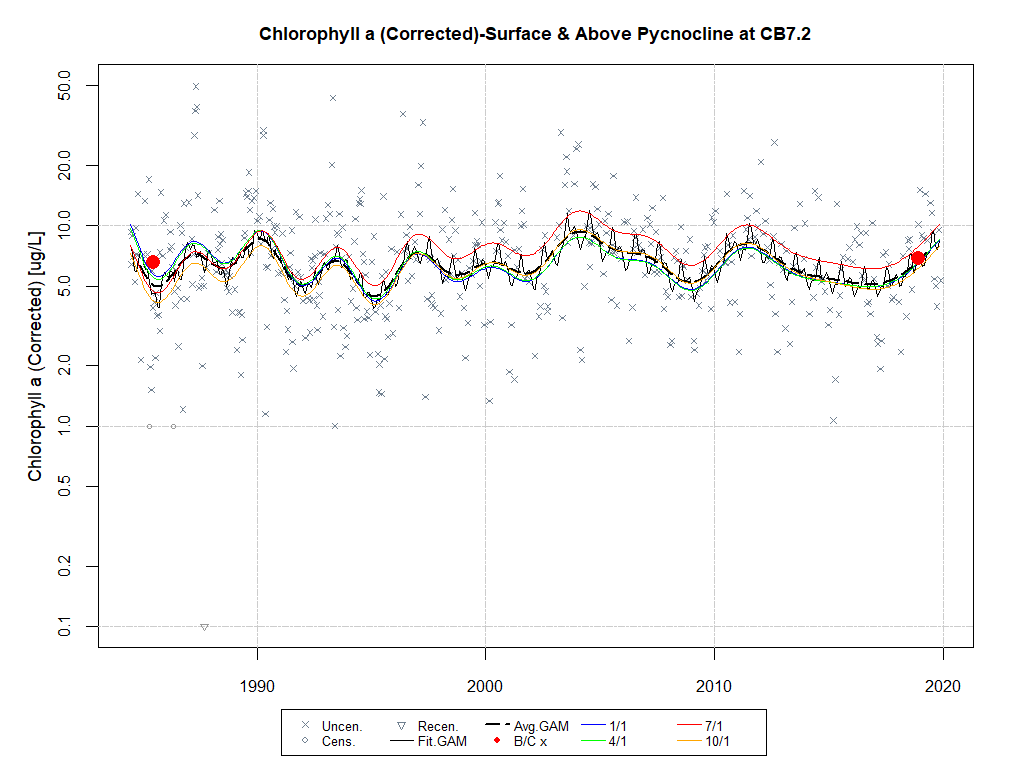 Chlorophyll a (Corrected)-Surface & Above Pycnocline at CB7.2
Chlorophyll a (Corrected) [ug/L]
50.0
20.0
10.0
5.0
2.0
1.0
0.5
0.2
0.1
1990 2000 2010 2020
Uncen. Recen. Avg.GAM 1/1 7/1
Cens. Fit.GAM B/C x 4/1 10/1